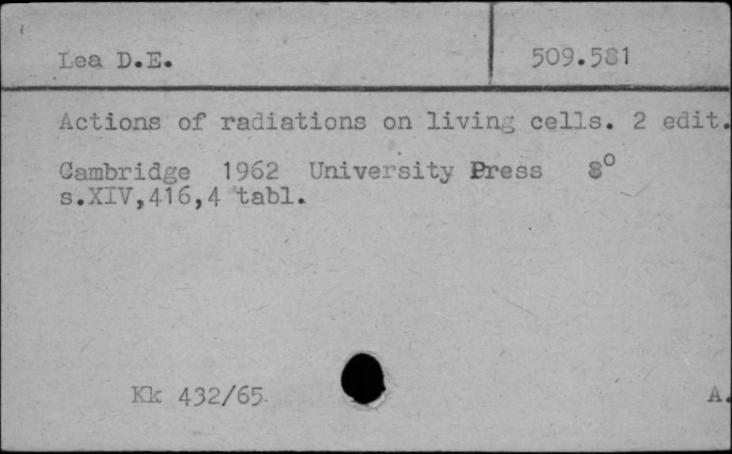 Lea D.E.
509.581
Actions of radiations on living cells. 2 edit.
Cambridge 1962 University Press 8°
s.XIV,416,4 tabl.
Kk 432/65.
A.